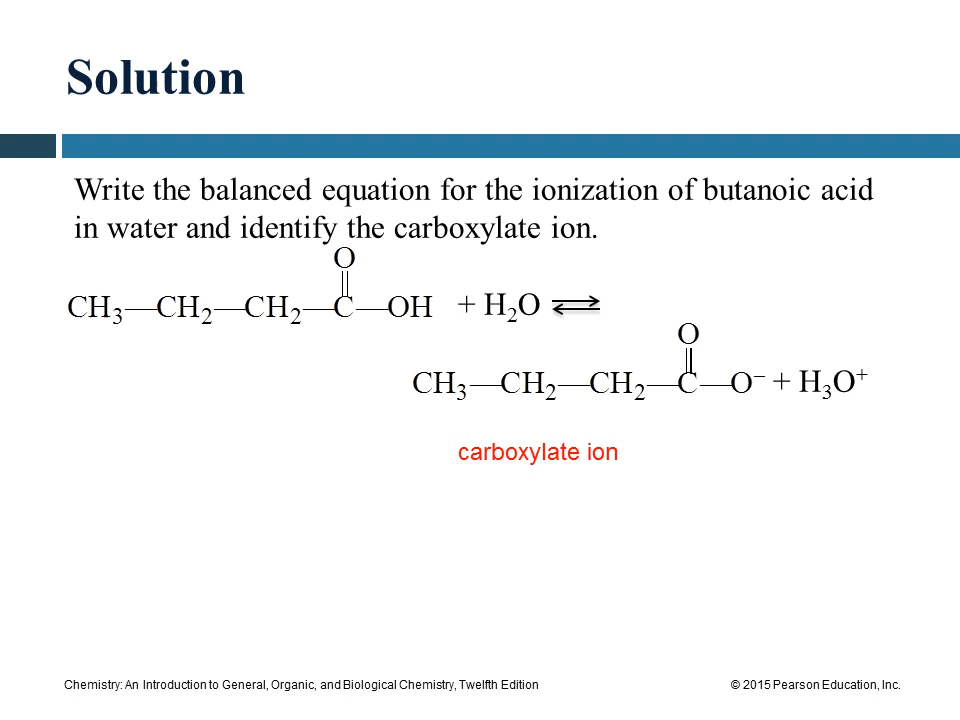 Solution
Write the balanced equation for the ionization of butanoic acid
in water and identify the carboxylate ion.
O
CH₃—CH₂—CH₂—C—OH + H₂O ⇌
O
CH₃—CH₂—CH₂—C—O⁻ + H₃O⁺
carboxylate ion
Chemistry: An Introduction to General, Organic, and Biological Chemistry, Twelfth Edition
© 2015 Pearson Education, Inc.